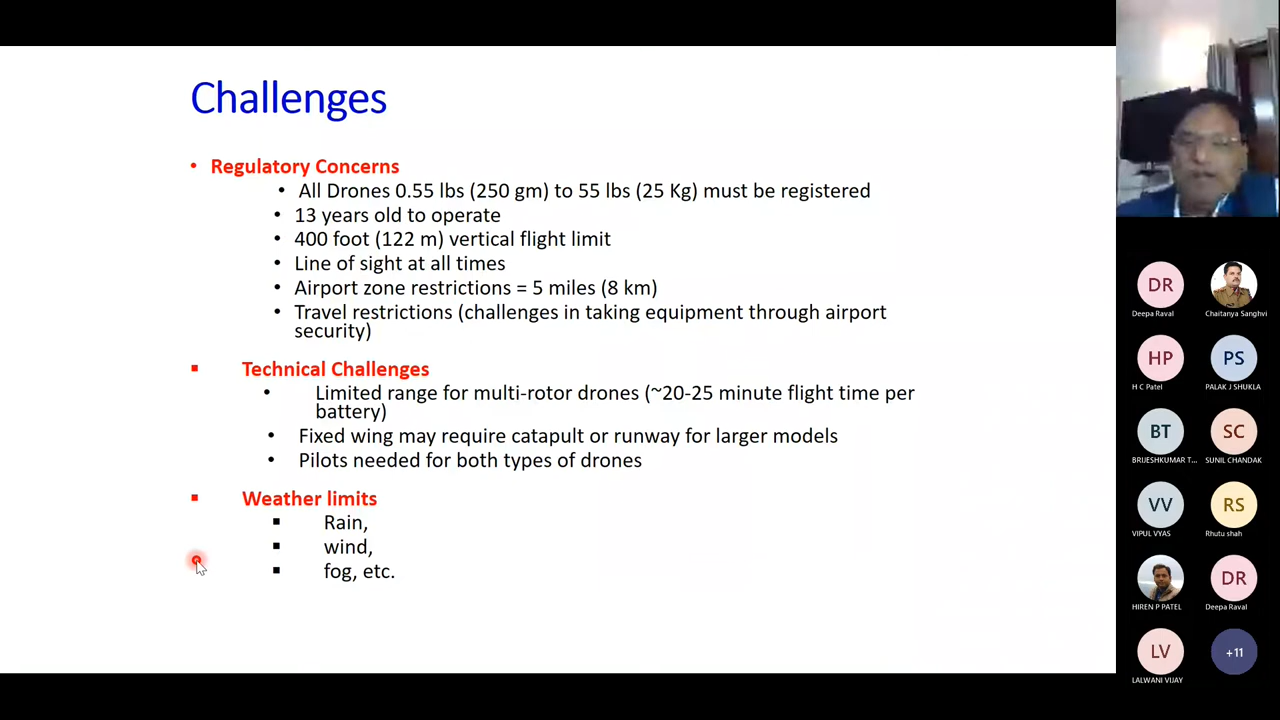 Challenges
• Regulatory Concerns
• All Drones 0.55 lbs (250 gm) to 55 lbs (25 Kg) must be registered
• 13 years old to operate
• 400 foot (122 m) vertical flight limit
• Line of sight at all times
• Airport zone restrictions = 5 miles (8 km)
• Travel restrictions (challenges in taking equipment through airport
security)
▪ Technical Challenges
• Limited range for multi-rotor drones (~20-25 minute flight time per
battery)
• Fixed wing may require catapult or runway for larger models
• Pilots needed for both types of drones
▪ Weather limits
▪ Rain,
▪ wind,
▪ fog, etc.
DR
Deepa Raval
Chaitanya Sanghvi
HP
H C Patel
PS
PALAK J SHUKLA
BT
BRIJESHKUMAR T...
SC
SUNIL CHANDAK
VV
VIPUL VYAS
RS
Rhutu shah
HIREN P PATEL
DR
Deepa Raval
LV
LALWANI VIJAY
+11